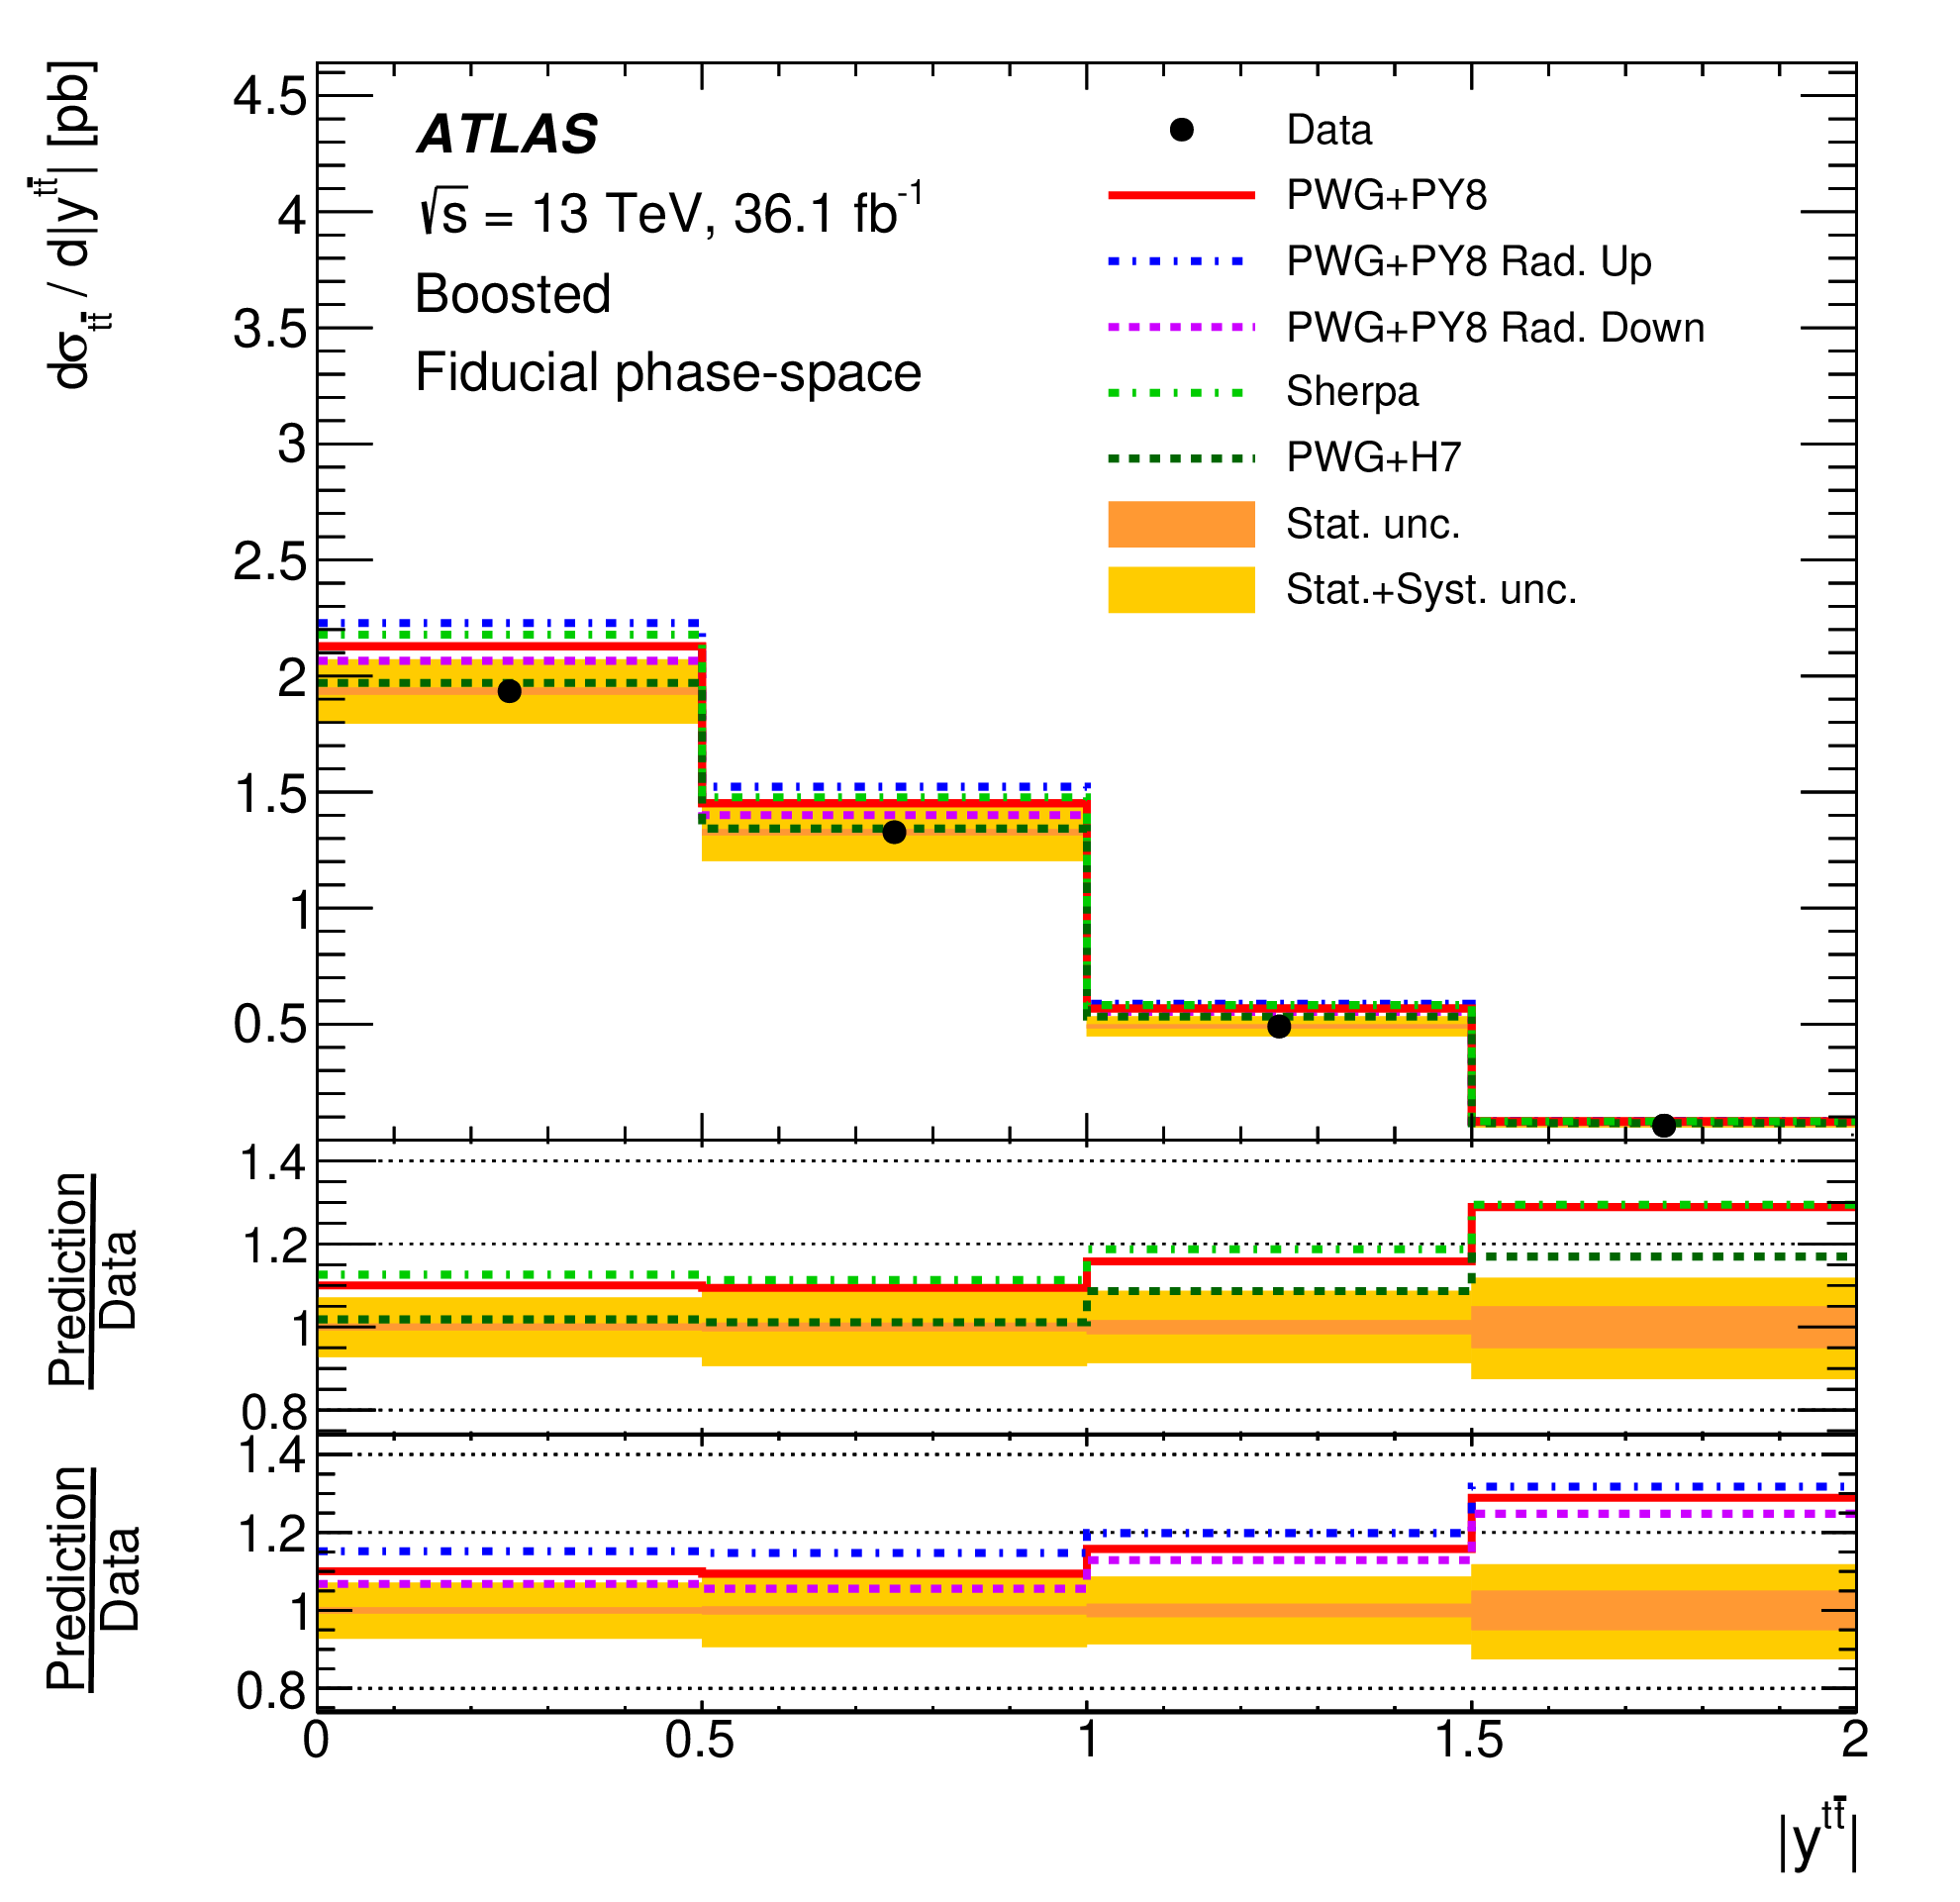 dσ_tt̄ / d|y^tt̄| [pb]
4.5
4
3.5
3
2.5
2
1.5
1
0.5
ATLAS
√s = 13 TeV, 36.1 fb^-1
Boosted
Fiducial phase-space
Data
PWG+PY8
PWG+PY8 Rad. Up
PWG+PY8 Rad. Down
Sherpa
PWG+H7
Stat. unc.
Stat.+Syst. unc.
Prediction
Data
1.4
1.2
1
0.8
Prediction
Data
1.4
1.2
1
0.8
0 0.5 1 1.5 2
|y^tt̄|